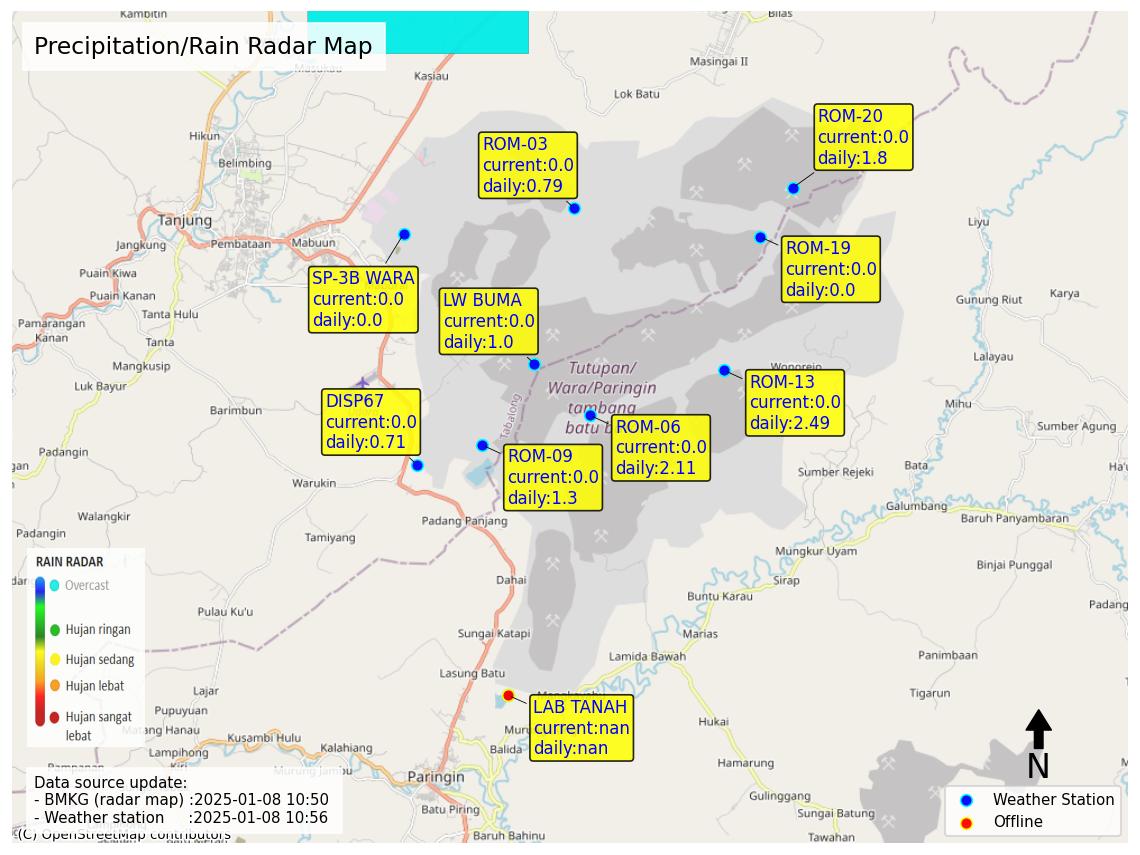 Precipitation/Rain Radar Map
Kambitin
Kasiau
Bilas
Masingai II
Lok Batu
Hikun
Belimbing
Tanjung
Jangkung
Pembataan
Mabuun
Puain Kiwa
Puain Kanan
Tanta Hulu
Pamarangan
Kanan
Tanta
Mangkusip
Luk Bayur
Barimbun
Warukin
Walangkir
Padangin
Tamiyang
Padang Panjang
Dahai
Pulau Ku'u
Sungai Katapi
Lasung Batu
Lajar
Pupuyuan
Matang Hanau
Lampihong
Kusambi Hulu
Kalahiang
Murung Jambu
Paringin
Batu Piring
Baruh Bahinu
Balida
Liyu
Gunung Riut
Karya
Lalayau
Mihu
Sumber Agung
Wonorejo
Sumber Rejeki
Bata
Galumbang
Baruh Panyambaran
Mungkur Uyam
Binjai Punggal
Sirap
Buntu Karau
Marias
Lamida Bawah
Panimbaan
Tigarun
Hukai
Hamarung
Gulinggang
Sungai Batung
Tawahan
Tabalong
Tutupan/
Wara/Paringin
tambang
batu b
ROM-03
current:0.0
daily:0.79
ROM-20
current:0.0
daily:1.8
ROM-19
current:0.0
daily:0.0
SP-3B WARA
current:0.0
daily:0.0
LW BUMA
current:0.0
daily:1.0
ROM-13
current:0.0
daily:2.49
DISP67
current:0.0
daily:0.71
ROM-06
current:0.0
daily:2.11
ROM-09
current:0.0
daily:1.3
LAB TANAH
current:nan
daily:nan
RAIN RADAR
Overcast
Hujan ringan
Hujan sedang
Hujan lebat
Hujan sangat
lebat
Data source update:
- BMKG (radar map) :2025-01-08 10:50
- Weather station :2025-01-08 10:56
(C) OpenStreetMap contributors
N
Weather Station
Offline